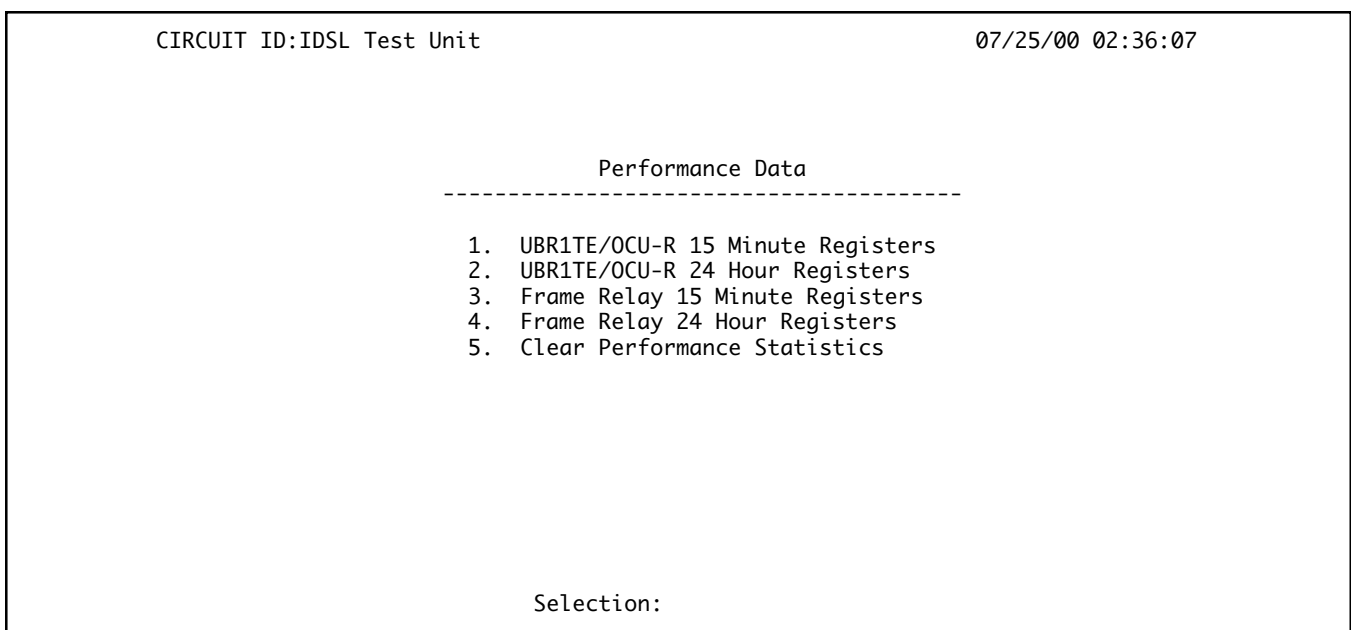 CIRCUIT ID:IDSL Test Unit 07/25/00 02:36:07
Performance Data
----------------------------------------
1. UBR1TE/OCU-R 15 Minute Registers
2. UBR1TE/OCU-R 24 Hour Registers
3. Frame Relay 15 Minute Registers
4. Frame Relay 24 Hour Registers
5. Clear Performance Statistics
Selection: